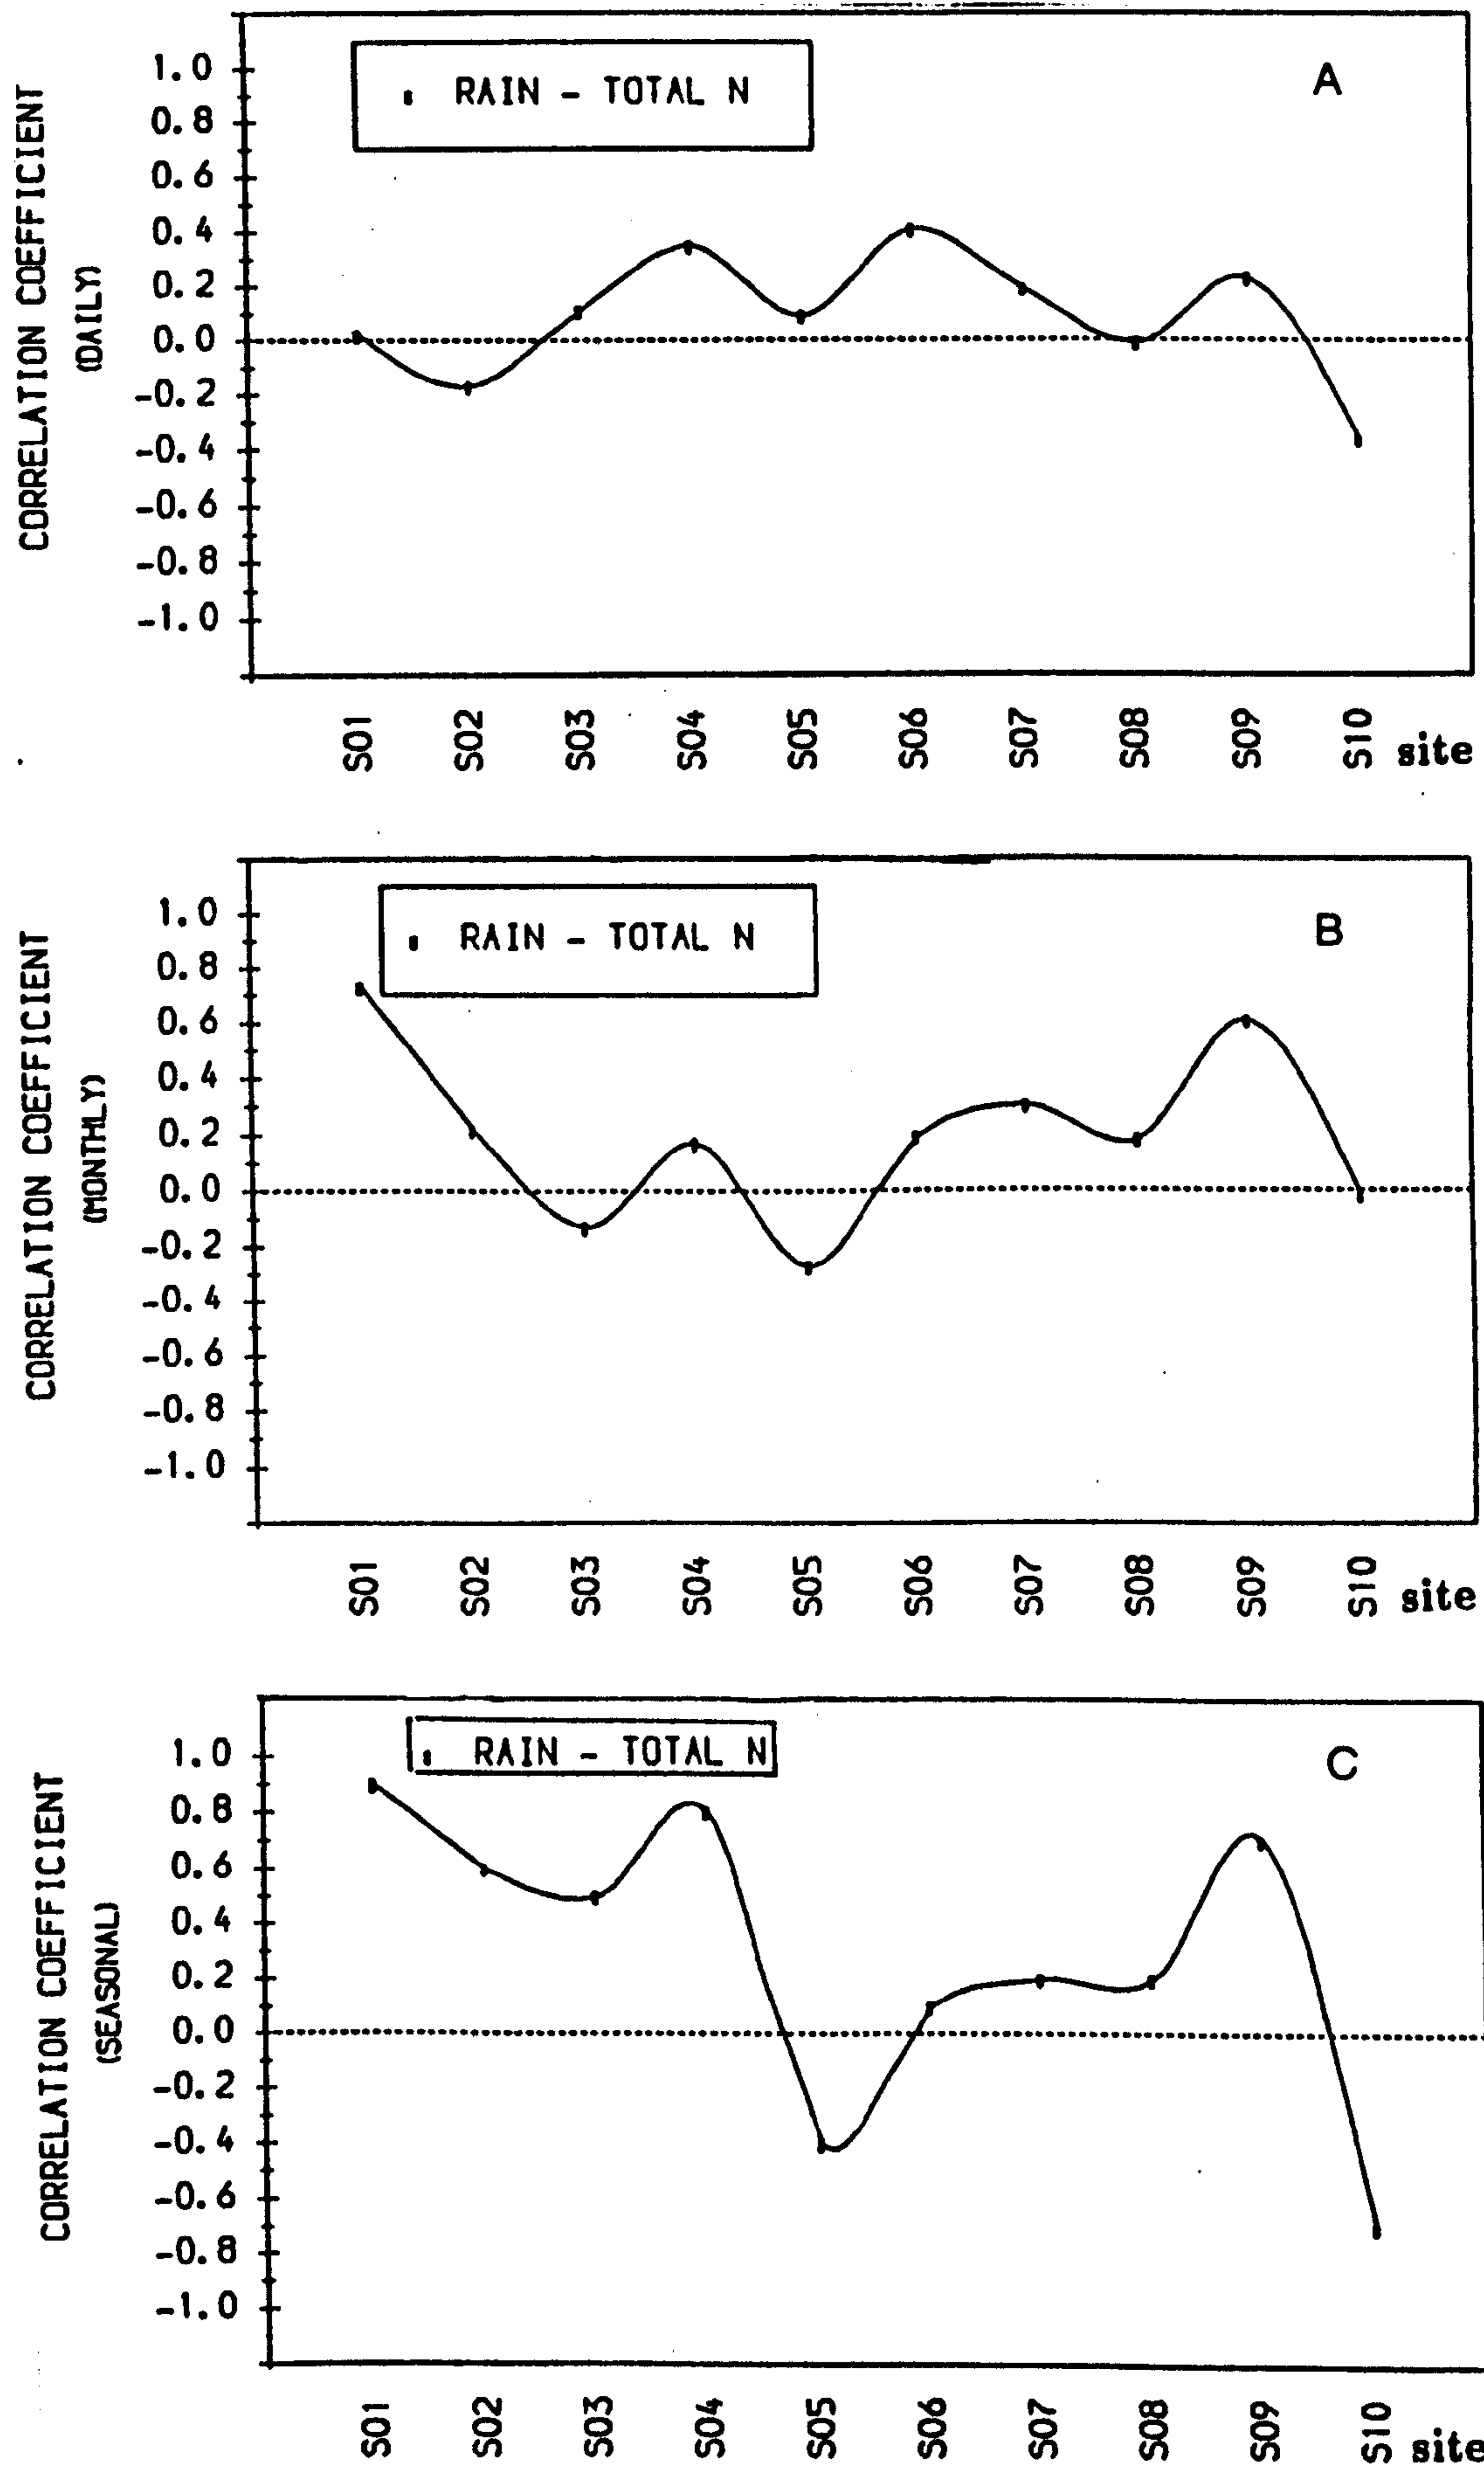 A
RAIN - TOTAL N
CORRELATION COEFFICIENT
(DAILY)
1.0
0.8
0.6
0.4
0.2
0.0
-0.2
-0.4
-0.6
-0.8
-1.0
S01 S02 S03 S04 S05 S06 S07 S08 S09 S10 site
B
RAIN - TOTAL N
CORRELATION COEFFICIENT
(MONTHLY)
1.0
0.8
0.6
0.4
0.2
0.0
-0.2
-0.4
-0.6
-0.8
-1.0
S01 S02 S03 S04 S05 S06 S07 S08 S09 S10 site
C
RAIN - TOTAL N
CORRELATION COEFFICIENT
(SEASONAL)
1.0
0.8
0.6
0.4
0.2
0.0
-0.2
-0.4
-0.6
-0.8
-1.0
S01 S02 S03 S04 S05 S06 S07 S08 S09 S10 site